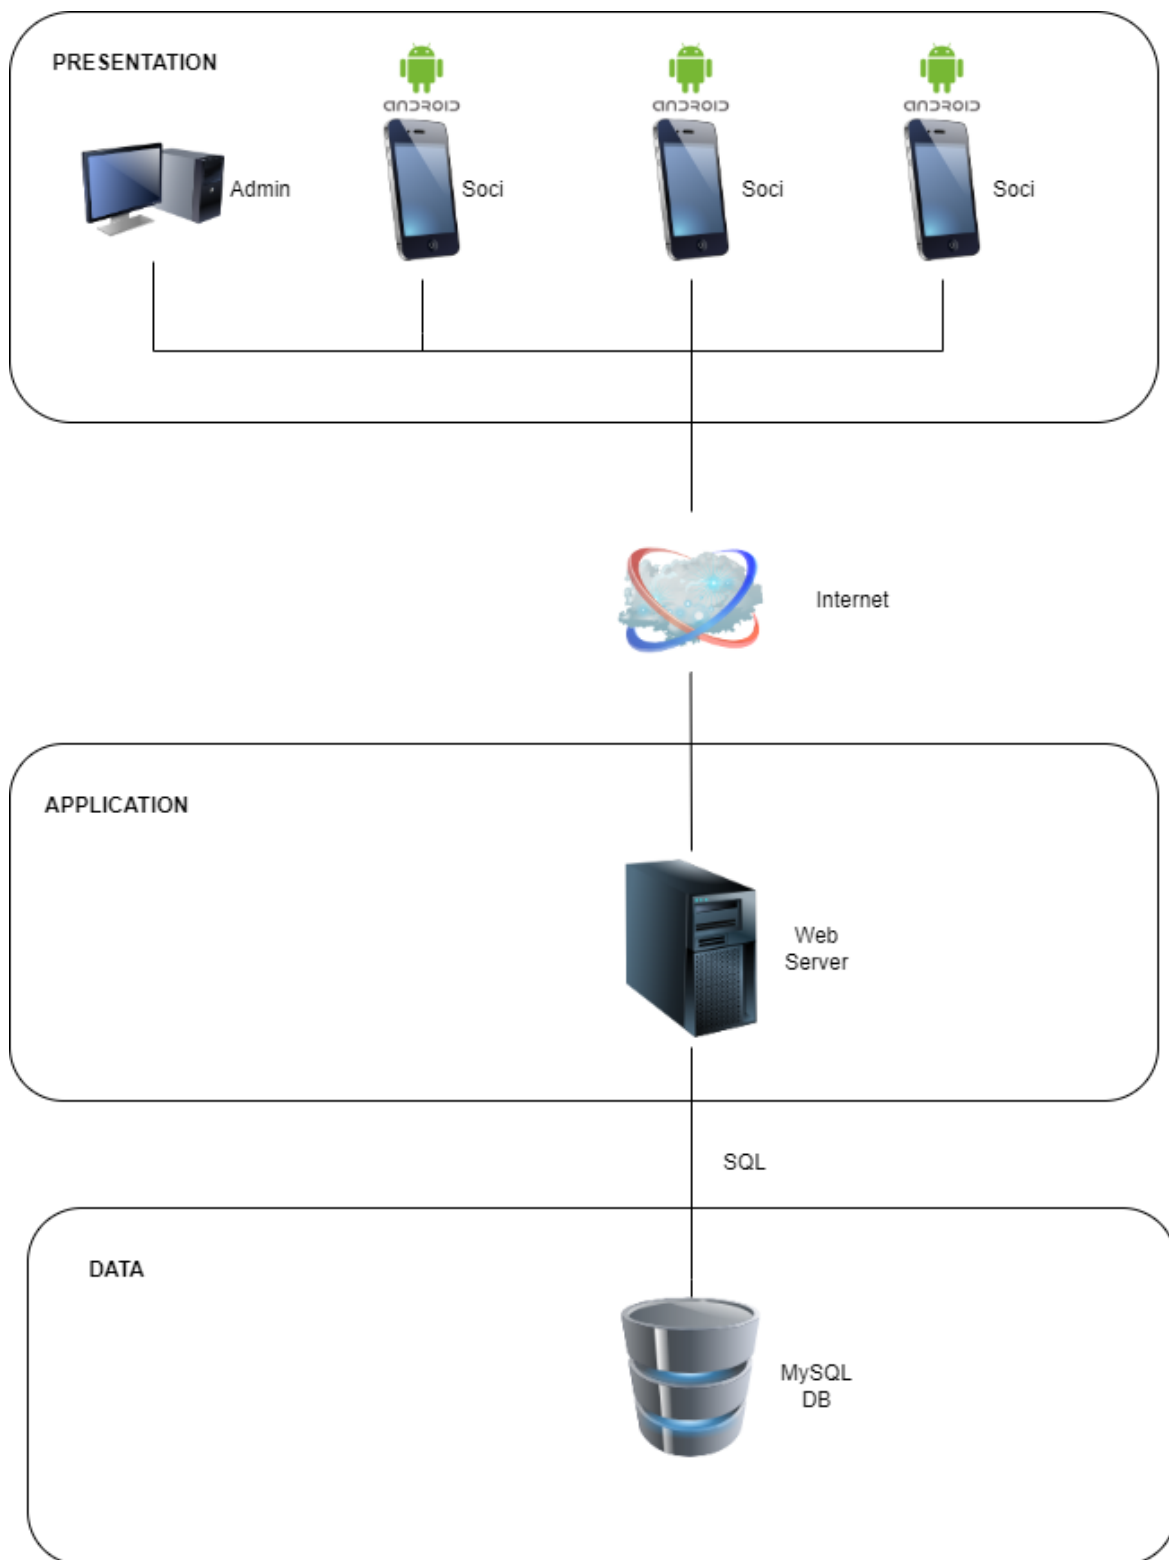 PRESENTATION
android
android
android
Admin
Soci
Soci
Soci
Internet
APPLICATION
Web
Server
SQL
DATA
MySQL
DB